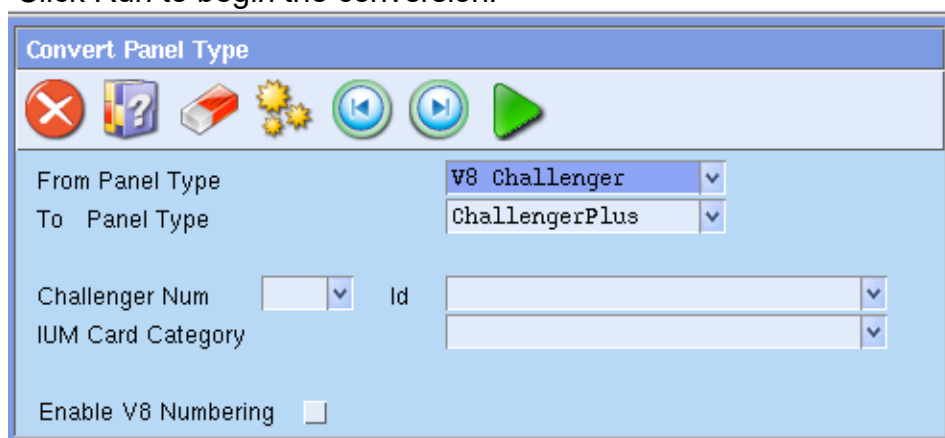 Click Run to begin the conversion.
Convert Panel Type
From Panel Type V8 Challenger
To Panel Type ChallengerPlus
Challenger Num Id
IUM Card Category
Enable V8 Numbering